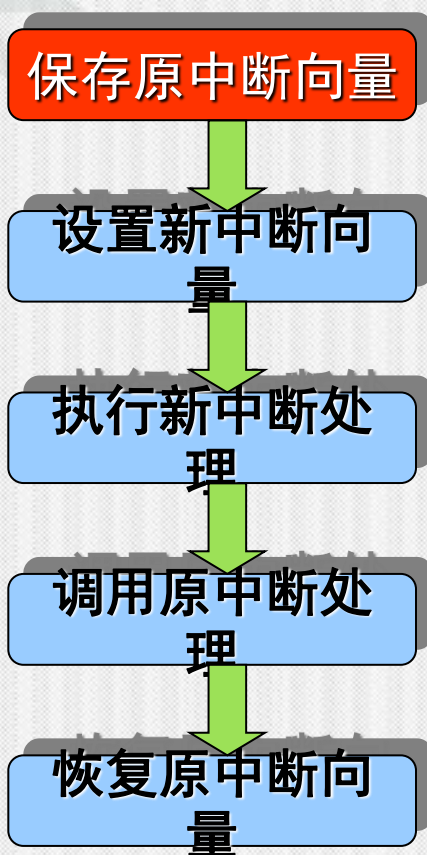 保存原中断向量
设置新中断向
量
执行新中断处
理
调用原中断处
理
恢复原中断向
量